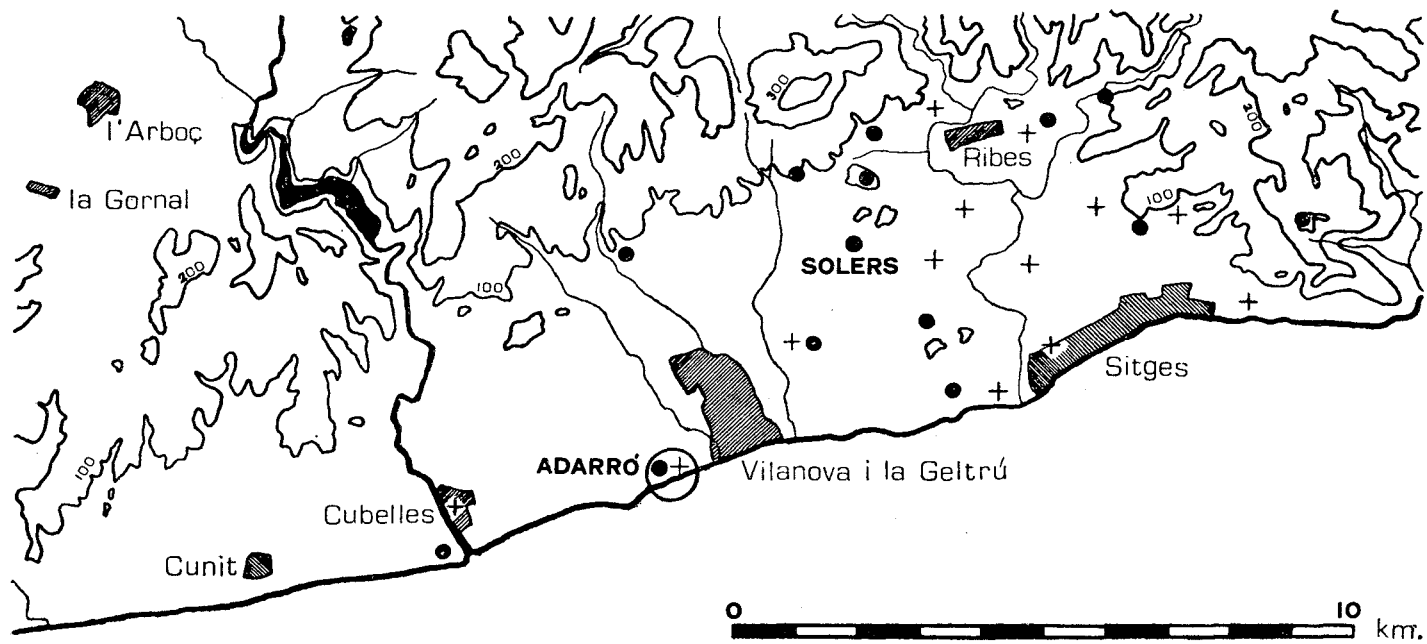 300
200
l'Arboç
200
Ribes
la Gornal
100
200
SOLERS
100
Sitges
100
ADARRÓ
Vilanova i la Geltrú
Cubelles
Cunit
0 10 km.